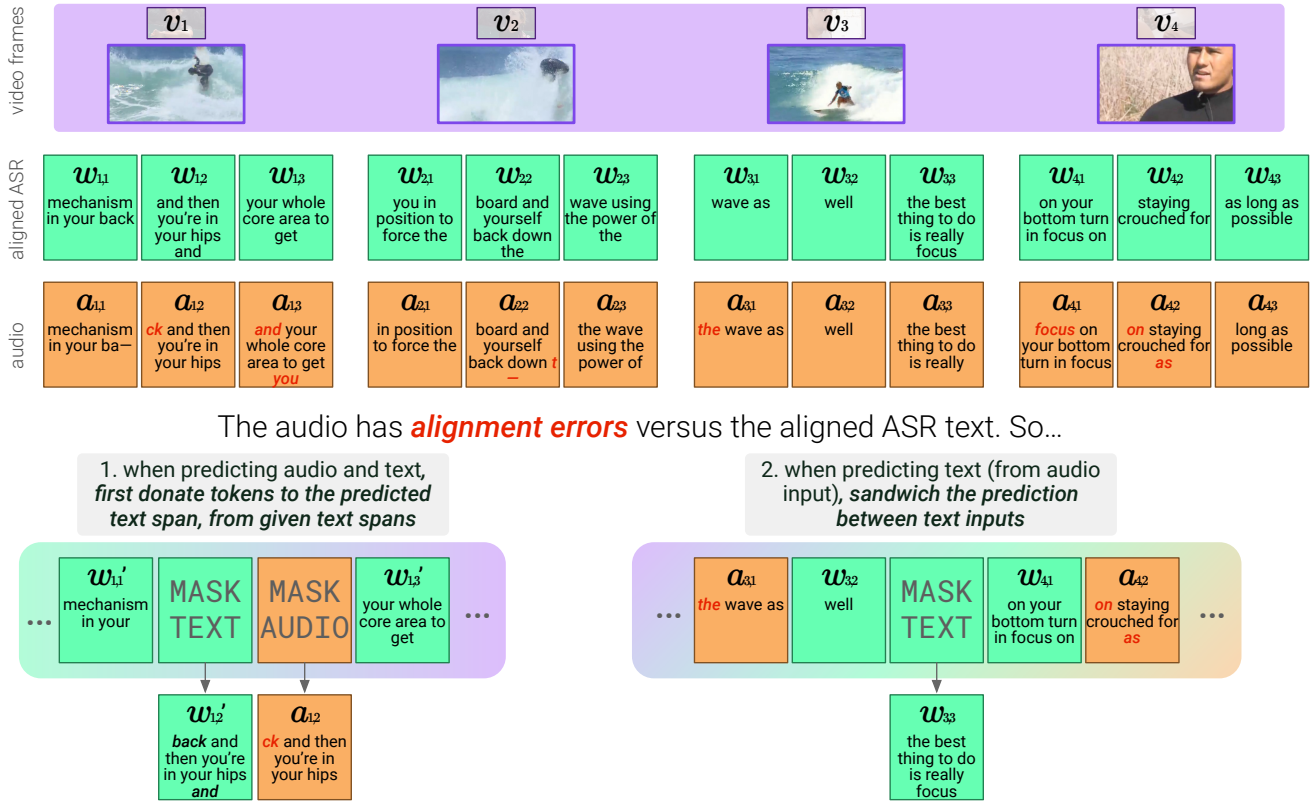 video frames
v1
v2
v3
v4
aligned ASR
w1,1
mechanism
in your back
w1,2
and then
you're in
your hips
and
w1,3
your whole
core area to
get
w2,1
you in
position to
force the
w2,2
board and
yourself
back down
the
w2,3
wave using
the power of
the
w3,1
wave as
w3,2
well
w3,3
the best
thing to do
is really
focus
w4,1
on your
bottom turn
in focus on
w4,2
staying
crouched for
w4,3
as long as
possible
audio
a1,1
mechanism
in your ba—
a1,2
ck and then
you're in
your hips
a1,3
and your
whole core
area to get
you
a2,1
in position
to force the
a2,2
board and
yourself
back down t
—
a2,3
the wave
using the
power of
a3,1
the wave as
a3,2
well
a3,3
the best
thing to do
is really
a4,1
focus on
your bottom
turn in focus
a4,2
on staying
crouched for
as
a4,3
long as
possible
The audio has alignment errors versus the aligned ASR text. So...
1. when predicting audio and text,
first donate tokens to the predicted
text span, from given text spans
...
w1,1'
mechanism
in your
MASK
TEXT
MASK
AUDIO
w1,3'
your whole
core area to
get
...
w1,2'
back and
then you're
in your hips
and
a1,2
ck and then
you're in
your hips
2. when predicting text (from audio
input), sandwich the prediction
between text inputs
...
a3,1
the wave as
w3,2
well
MASK
TEXT
w4,1
on your
bottom turn
in focus on
a4,2
on staying
crouched for
as
...
w3,3
the best
thing to do
is really
focus